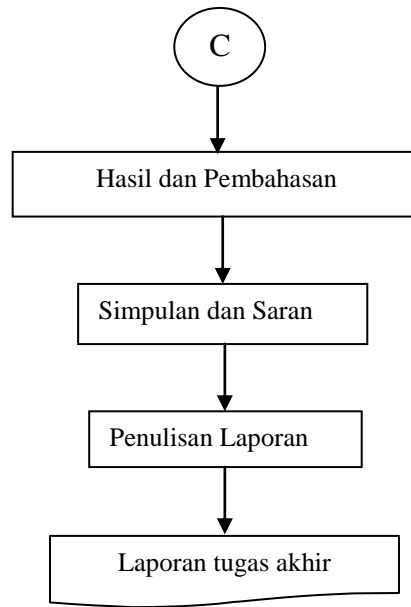 C
Hasil dan Pembahasan
Simpulan dan Saran
Penulisan Laporan
Laporan tugas akhir